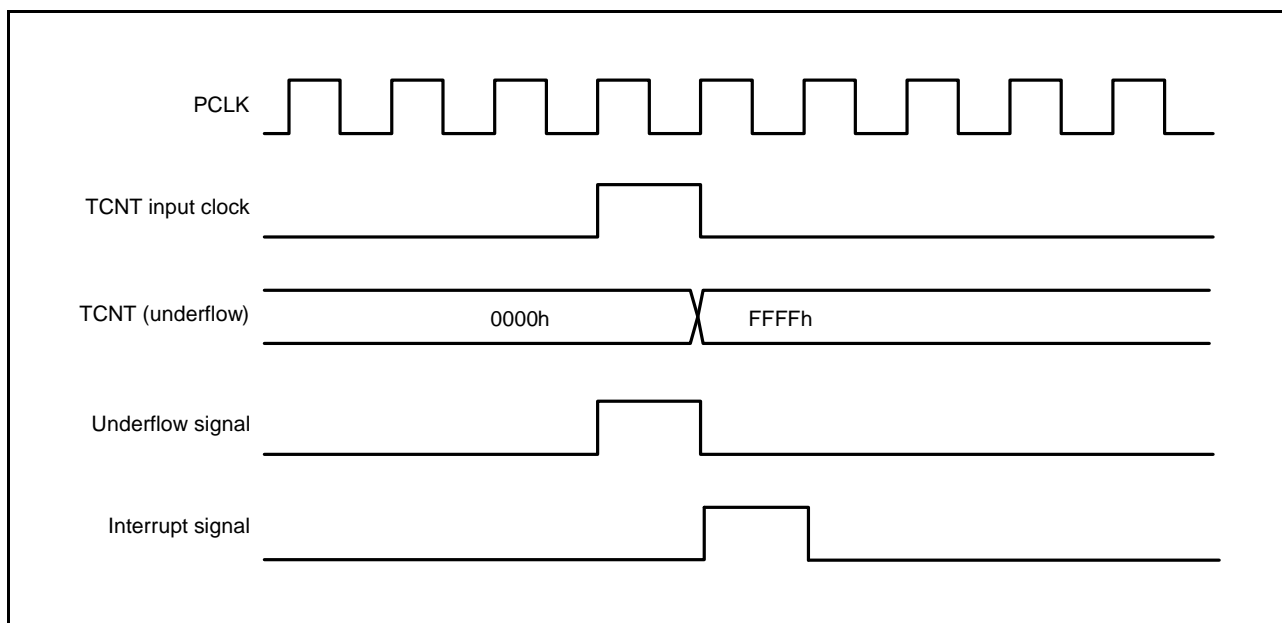 PCLK
TCNT input clock
TCNT (underflow)
0000h
FFFFh
Underflow signal
Interrupt signal